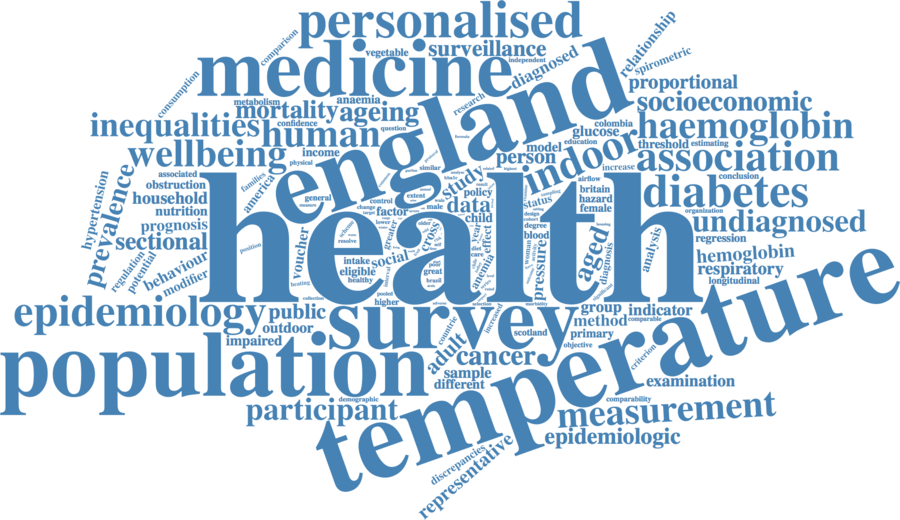 personalised
comparison
vegetable
surveillance
independent
relationship
medicine
diagnosed
spirometric
consumption
metabolism
anaemia
research
proportional
mortality
ageing
england
socioeconomic
inequalities
confidence
question
human
colombia
glucose
education
haemoglobin
wellbeing
income
physical
similar
model
person
indoor
threshold
estimating
association
associated
obstruction
families
america
general
extent
study
policy
status
airflow
increase
britain
hazard
female
conclusion
diabetes
hypertension
prevalence
household
nutrition
prognosis
sectional
health
control
factor
male
data
child
design
degree
blood
organization
undiagnosed
regression
regulation
potential
behaviour
modifier
position
voucher
heating
resolve
greater
cross
social
intake
eligible
healthy
great
brazil
interval
anemia
year
effect
woman
pressure
aged
diagnosis
analysis
hemoglobin
respiratory
longitudinal
epidemiology
public
collection
higher
survey
increased
selection
morbidity
scotland
group
method
indicator
comparable
primary
outdoor
impaired
objective
population
adult
cancer
sample
different
temperature
criterion
examination
participant
demographic
comparability
measurement
epidemiologic
discrepancies
representative